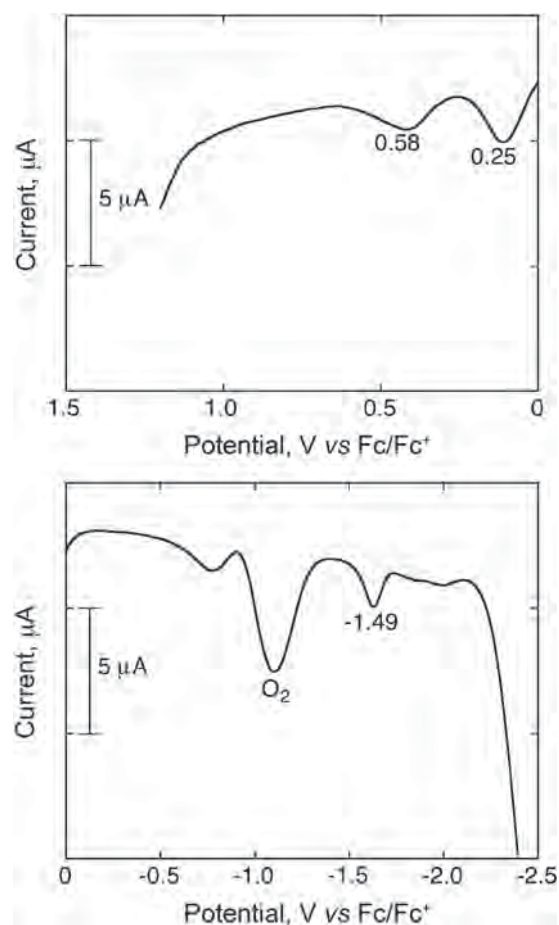 Current, μA
5 μA
0.58
0.25
1.5
1.0
0.5
0
Potential, V vs Fc/Fc⁺
Current, μA
5 μA
O₂
-1.49
0
-0.5
-1.0
-1.5
-2.0
-2.5
Potential, V vs Fc/Fc⁺